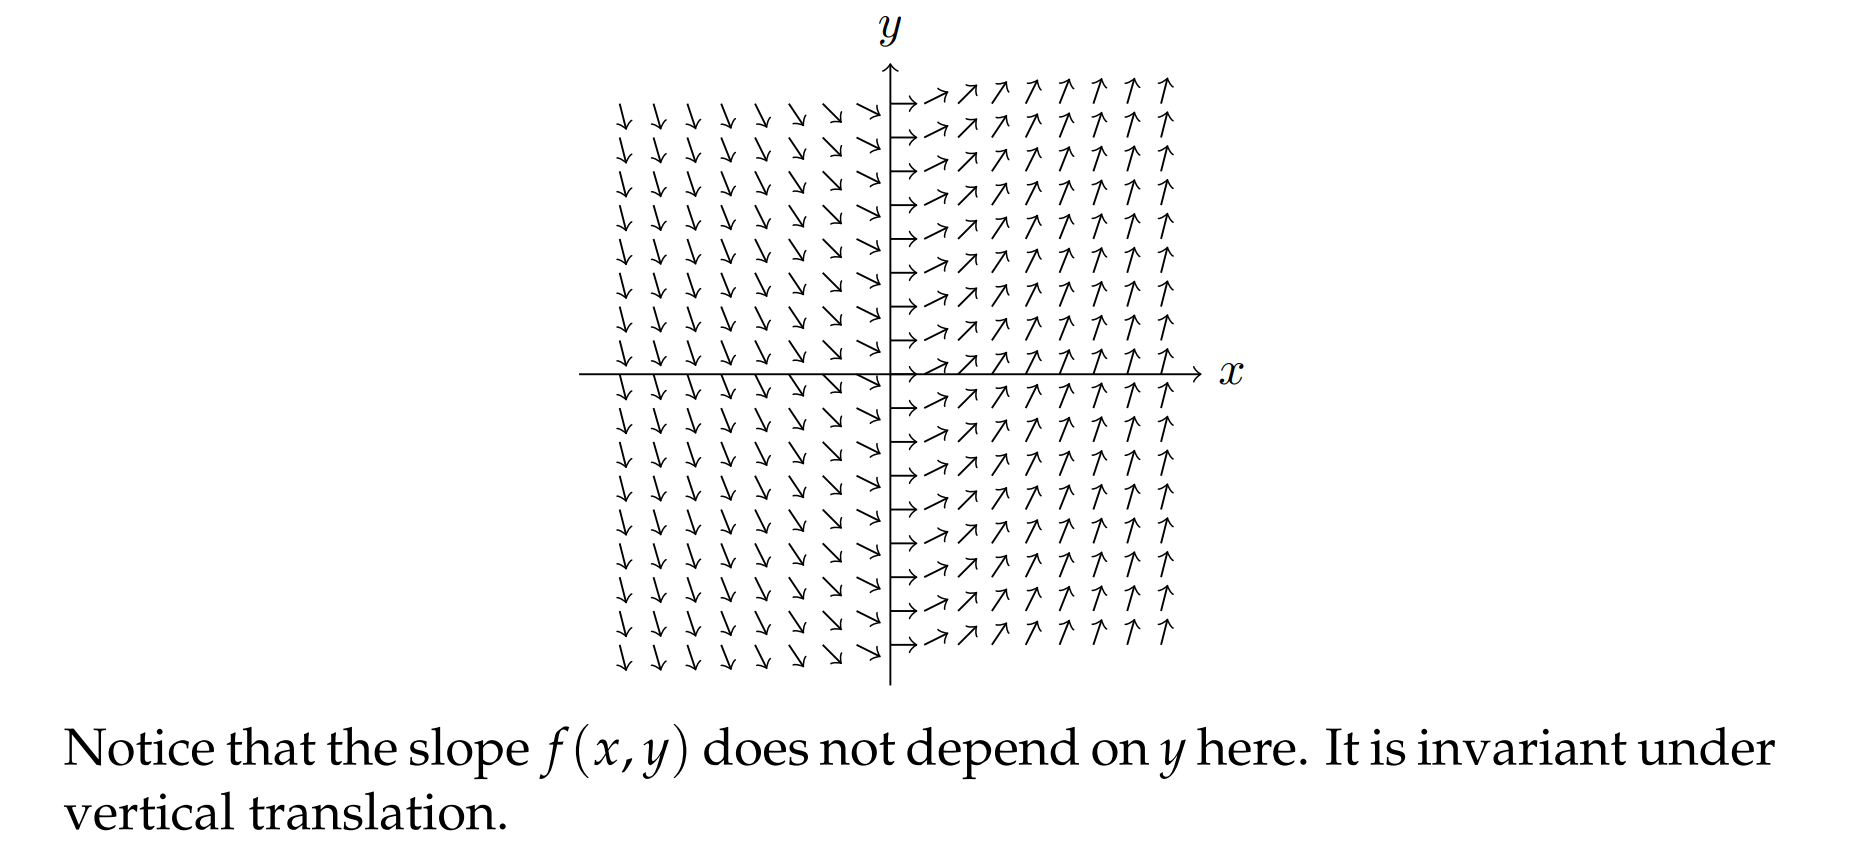 y
x
Notice that the slope f(x, y) does not depend on y here. It is invariant under
vertical translation.